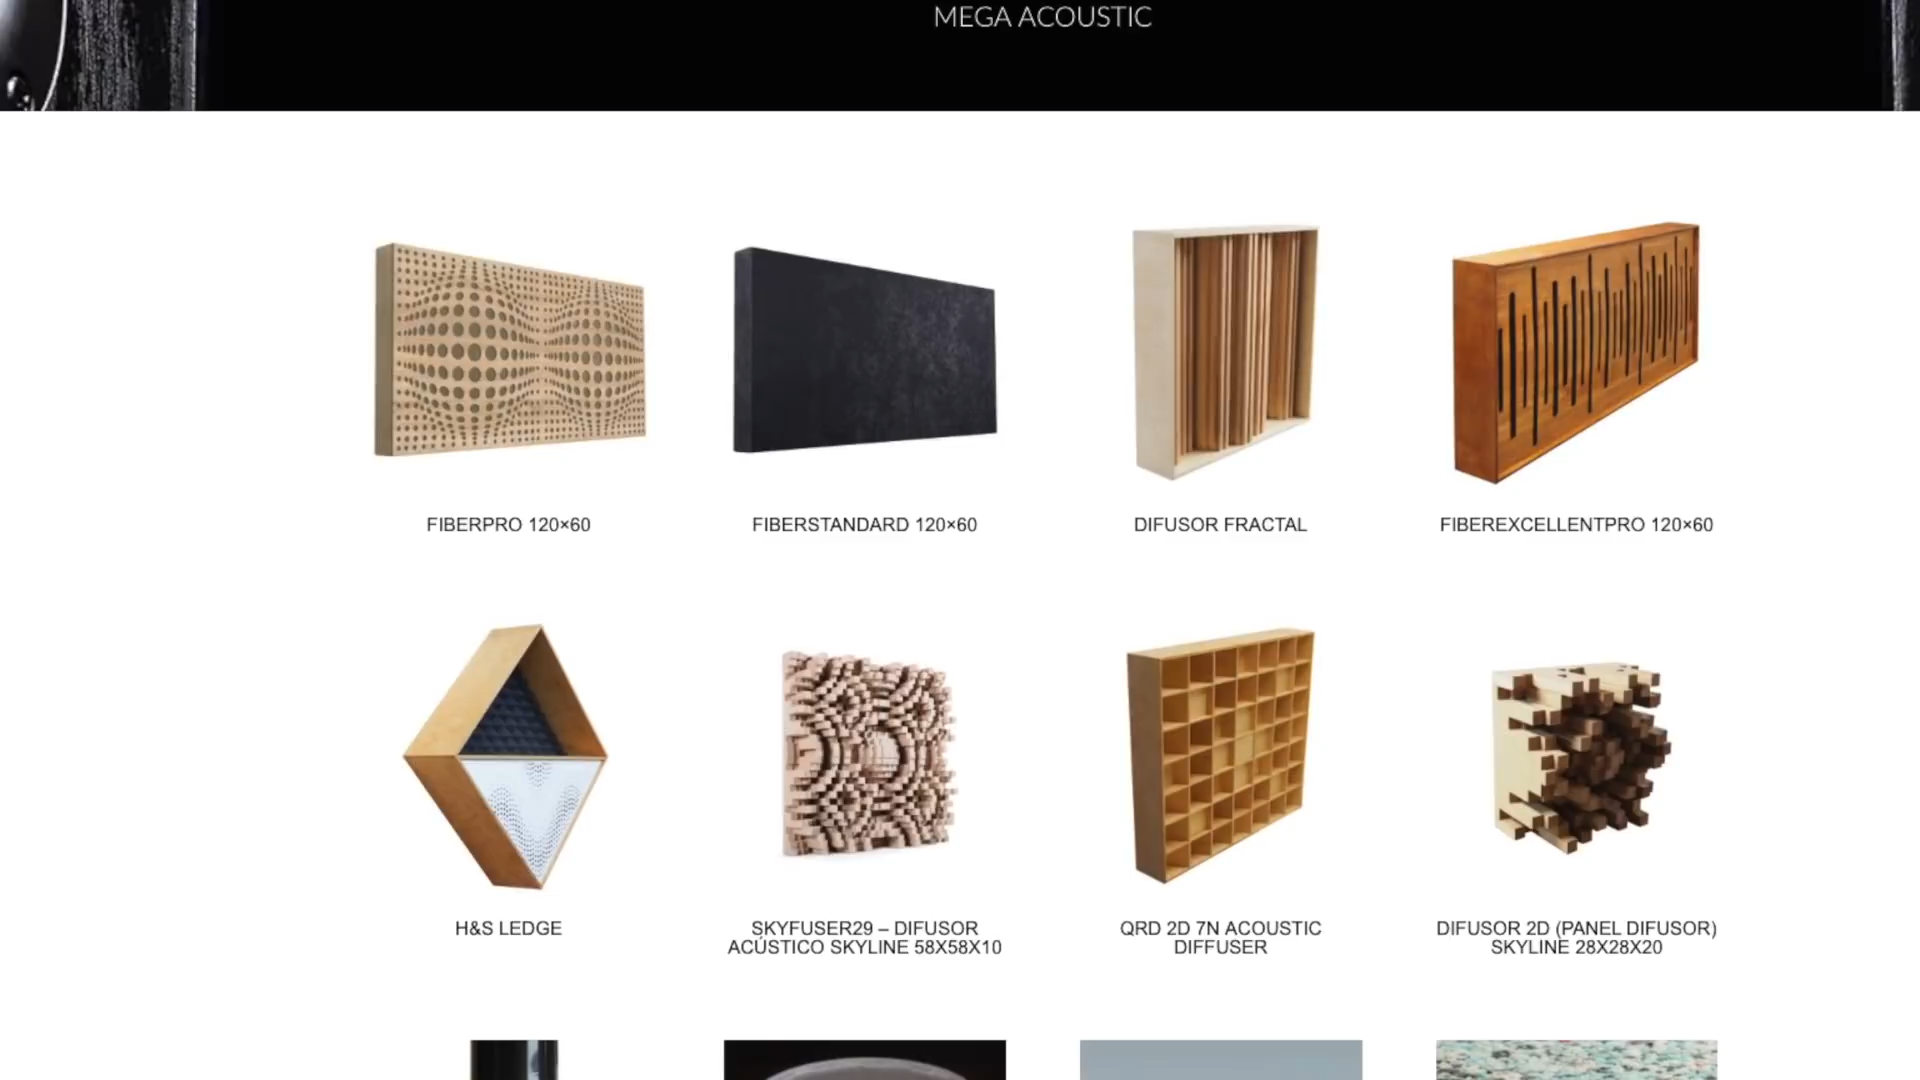 MEGA ACOUSTIC
FIBERPRO 120×60
FIBERSTANDARD 120×60
DIFUSOR FRACTAL
FIBEREXCELLENTPRO 120×60
H&S LEDGE
SKYFUSER29 – DIFUSOR
ACÚSTICO SKYLINE 58X58X10
QRD 2D 7N ACOUSTIC
DIFFUSER
DIFUSOR 2D (PANEL DIFUSOR)
SKYLINE 28X28X20